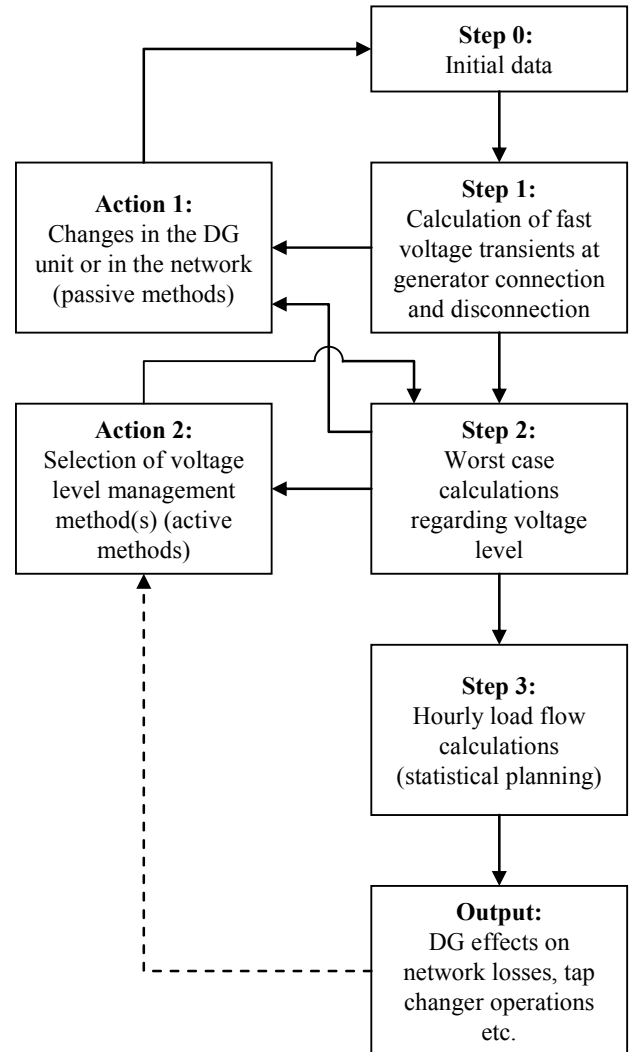 Step 0:
Initial data
Action 1:
Changes in the DG
unit or in the network
(passive methods)
Step 1:
Calculation of fast
voltage transients at
generator connection
and disconnection
Action 2:
Selection of voltage
level management
method(s) (active
methods)
Step 2:
Worst case
calculations
regarding voltage
level
Step 3:
Hourly load flow
calculations
(statistical planning)
Output:
DG effects on
network losses, tap
changer operations
etc.